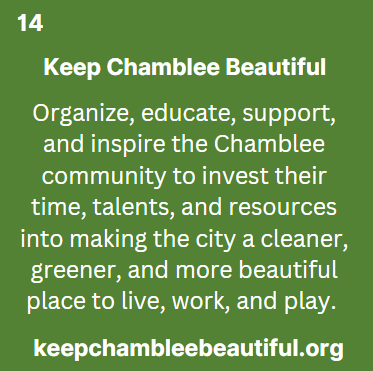 14
Keep Chamblee Beautiful
Organize, educate, support,
and inspire the Chamblee
community to invest their
time, talents, and resources
into making the city a cleaner,
greener, and more beautiful
place to live, work, and play.
keepchambleebeautiful.org